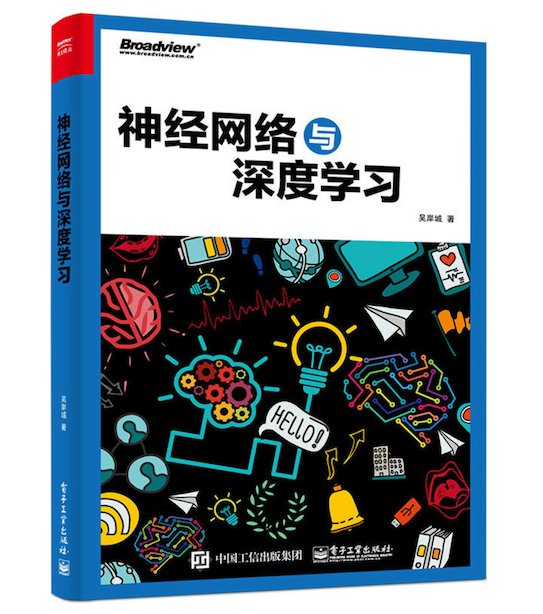 Broadview®
www.broadview.com.cn
神经网络与
深度学习
吴岸城 著
HELLO!
中国工信出版集团
电子工业出版社
Broadview
神经网络与深度学习
吴岸城 著
电子工业出版社